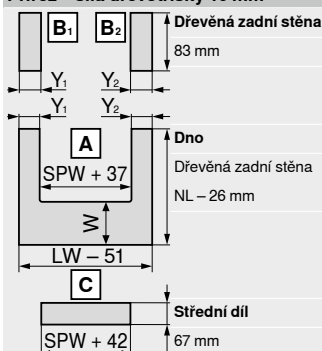 B₁ B₂ Dřevěná zadní stěna
83 mm
Y₁ Y₂
Y₁ Y₂
A Dno
SPW + 37 Dřevěná zadní stěna
NL – 26 mm
W
LW – 51
C Střední díl
SPW + 42 67 mm